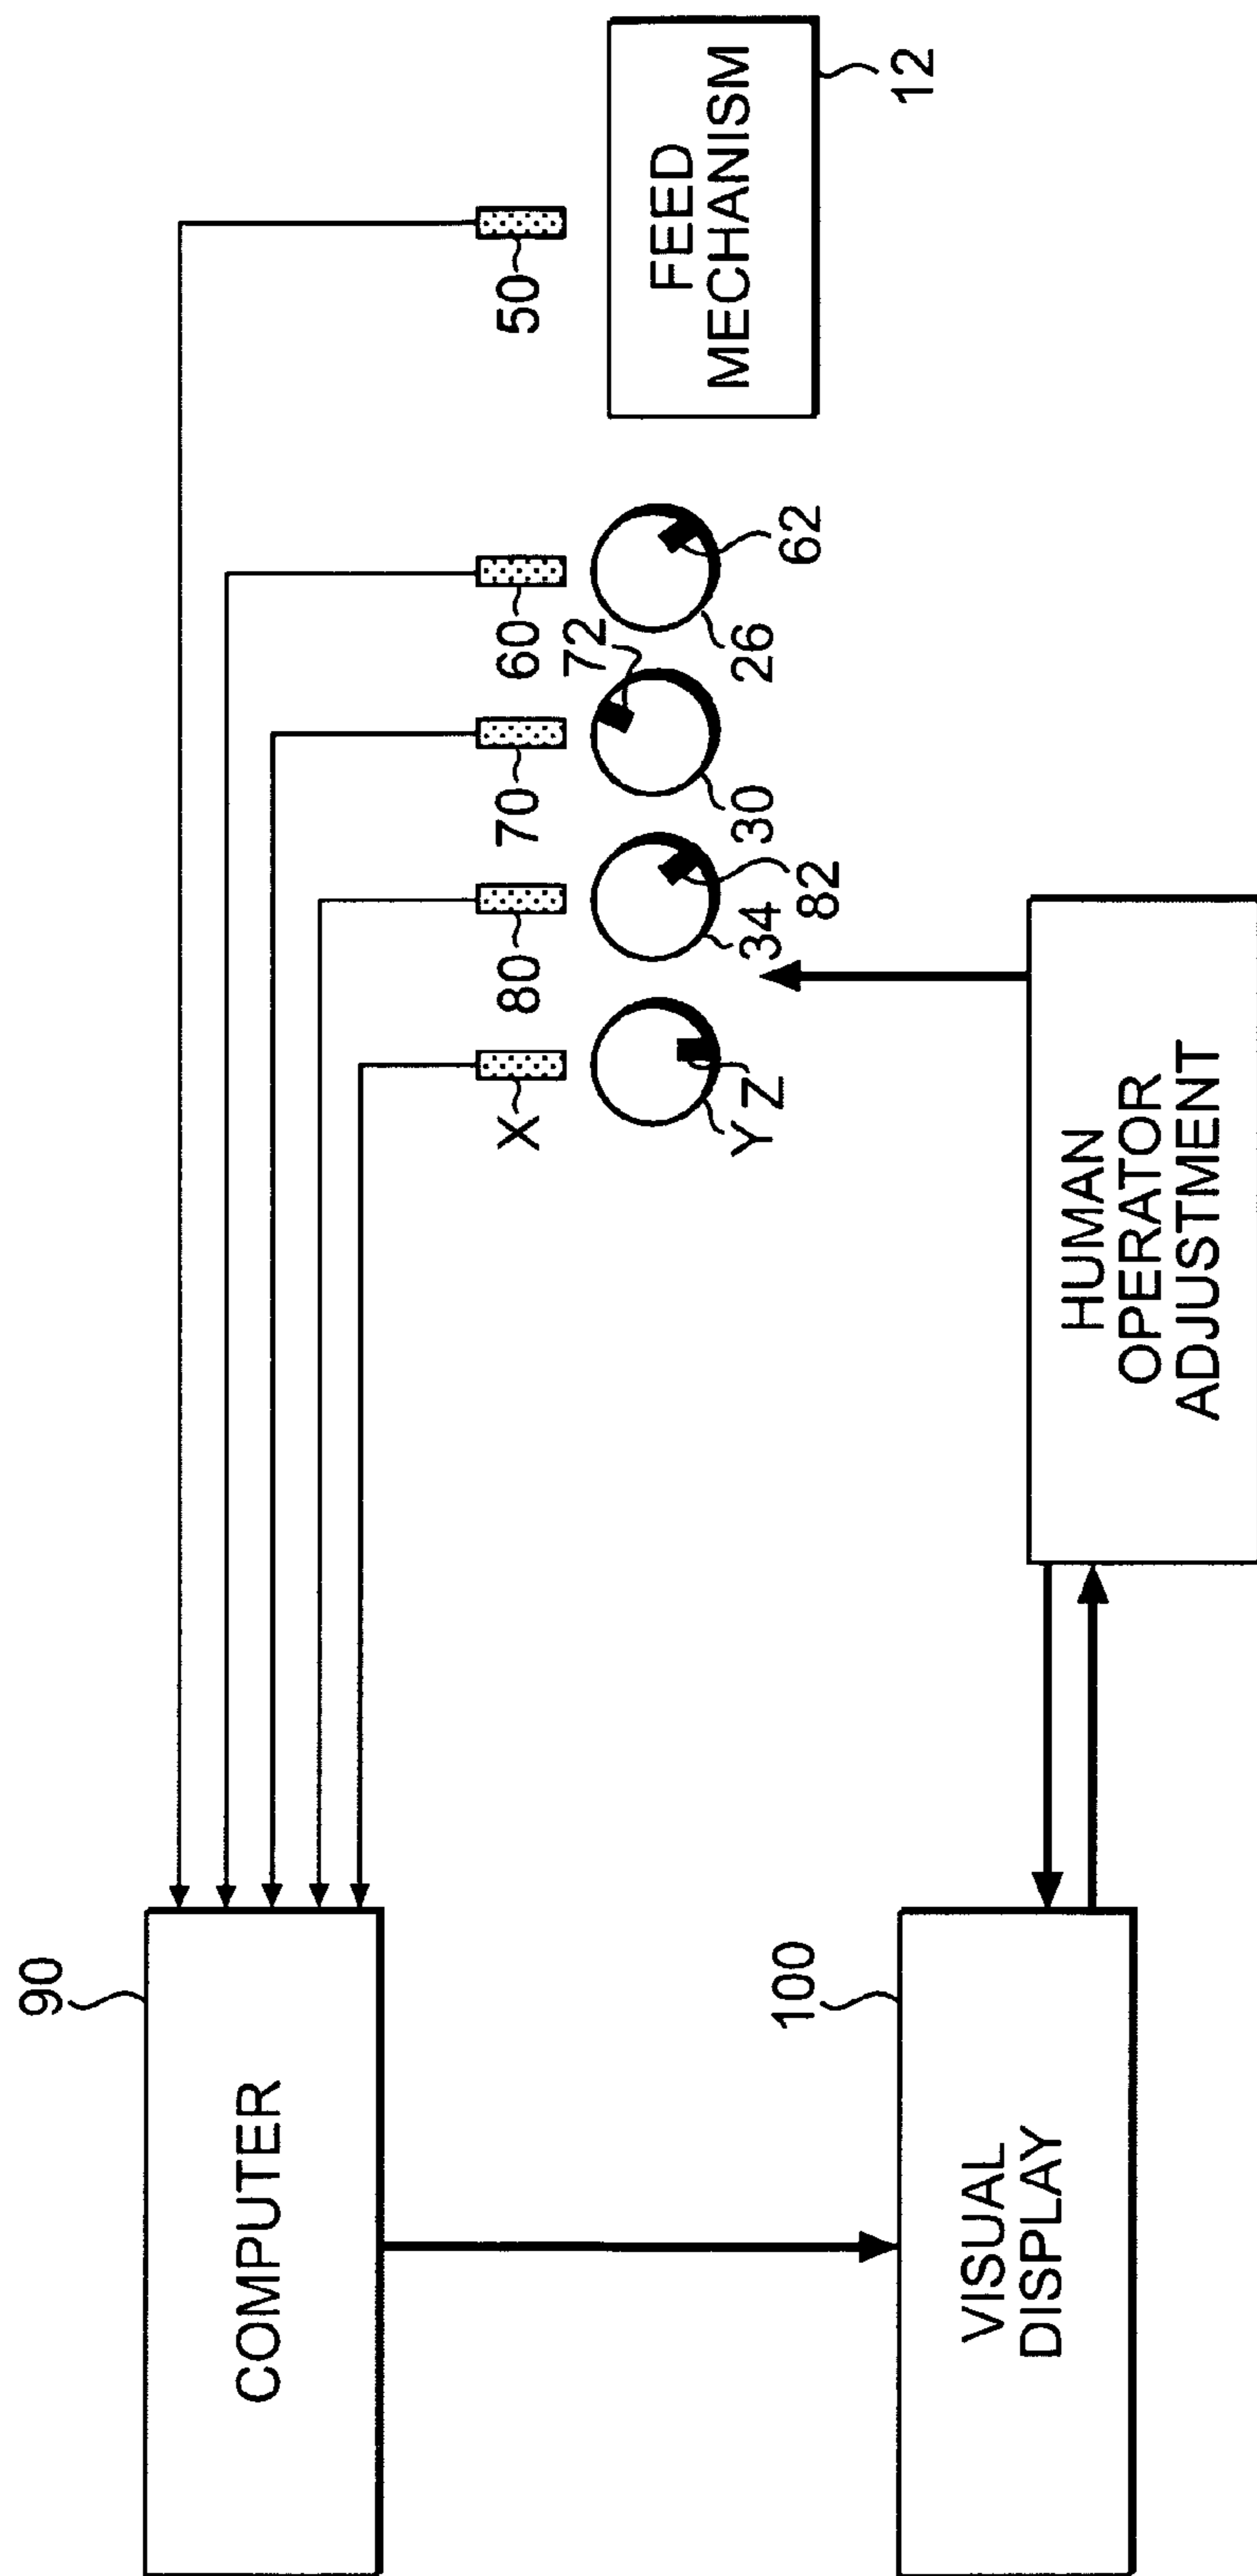 90
COMPUTER
100
VISUAL
DISPLAY
HUMAN
OPERATOR
ADJUSTMENT
X
80
70
60
50
Y
Z
34
82
30
72
26
62
FEED
MECHANISM
12